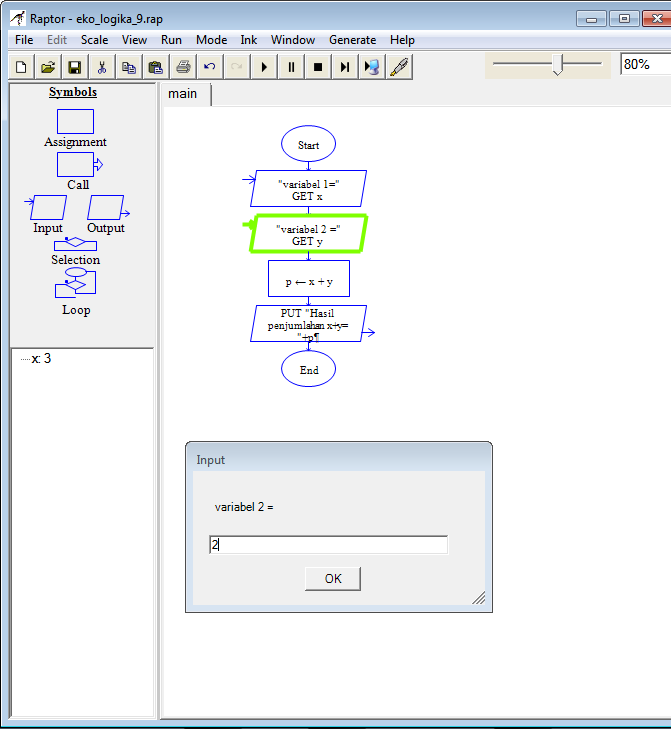 Raptor - eko_logika_9.rap
File Edit Scale View Run Mode Ink Window Generate Help
80%
Symbols
Assignment
Call
Input Output
Selection
Loop
x: 3
main
Start
"variabel 1="
GET x
"variabel 2 ="
GET y
p ← x + y
PUT "Hasil
penjumlahan x+y=
"+p¶
End
Input
variabel 2 =
2
OK